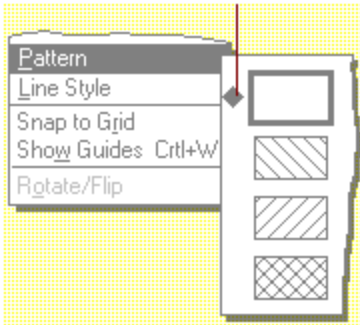 Pattern
Line Style
Snap to Grid
Show Guides Crtl+W
Rotate/Flip